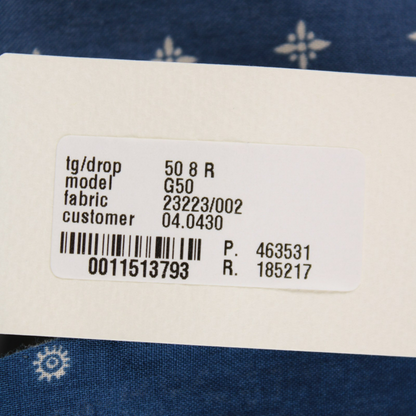 tg/drop 50 8 R
model G50
fabric 23223/002
customer 04.0430
P. 463531
0011513793 R. 185217